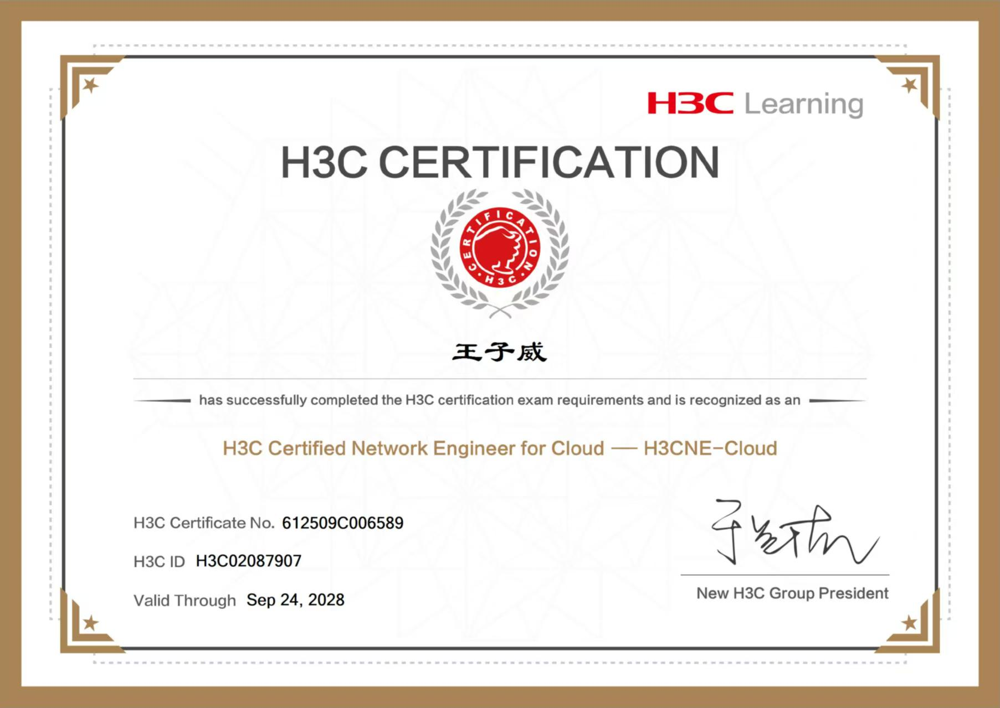 H3C Learning
H3C CERTIFICATION
CERTIFICATION
·H3C·
王子威
has successfully completed the H3C certification exam requirements and is recognized as an
H3C Certified Network Engineer for Cloud — H3CNE-Cloud
H3C Certificate No. 612509C006589
H3C ID H3C02087907
Valid Through Sep 24, 2028
New H3C Group President